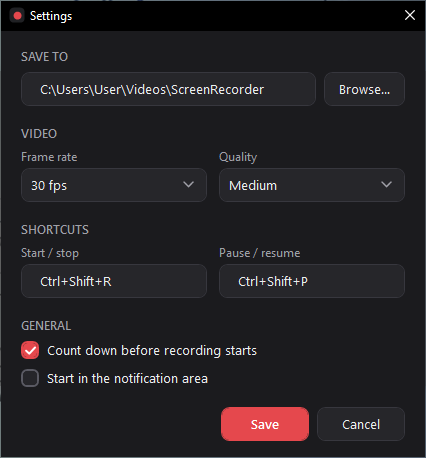 Settings
SAVE TO
C:\Users\User\Videos\ScreenRecorder
Browse...
VIDEO
Frame rate
Quality
30 fps
Medium
SHORTCUTS
Start / stop
Pause / resume
Ctrl+Shift+R
Ctrl+Shift+P
GENERAL
Count down before recording starts
Start in the notification area
Save
Cancel